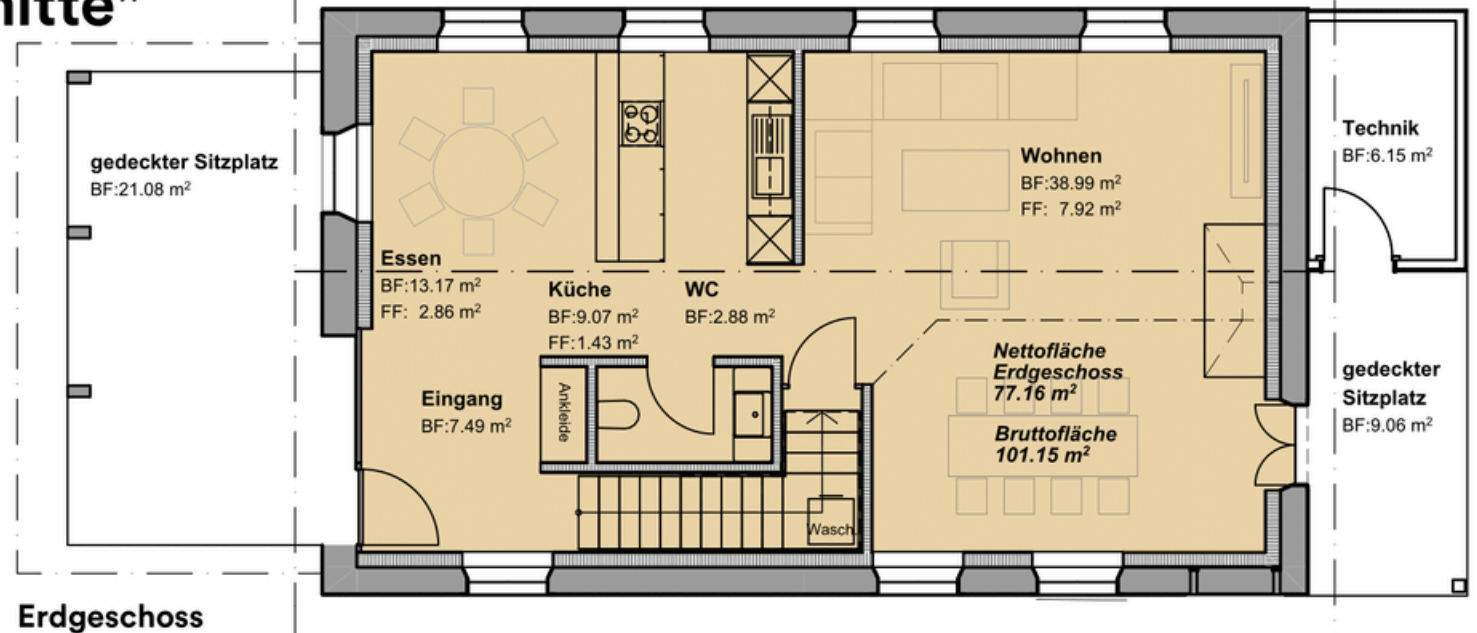 nitte"
gedeckter Sitzplatz
BF:21.08 m²
Essen
BF:13.17 m²
FF: 2.86 m²
Küche
BF:9.07 m²
FF:1.43 m²
WC
BF:2.88 m²
Eingang
BF:7.49 m²
Ankleide
Wasch.
Wohnen
BF:38.99 m²
FF: 7.92 m²
Nettofläche
Erdgeschoss
77.16 m²
Bruttofläche
101.15 m²
Technik
BF:6.15 m²
gedeckter
Sitzplatz
BF:9.06 m²
Erdgeschoss